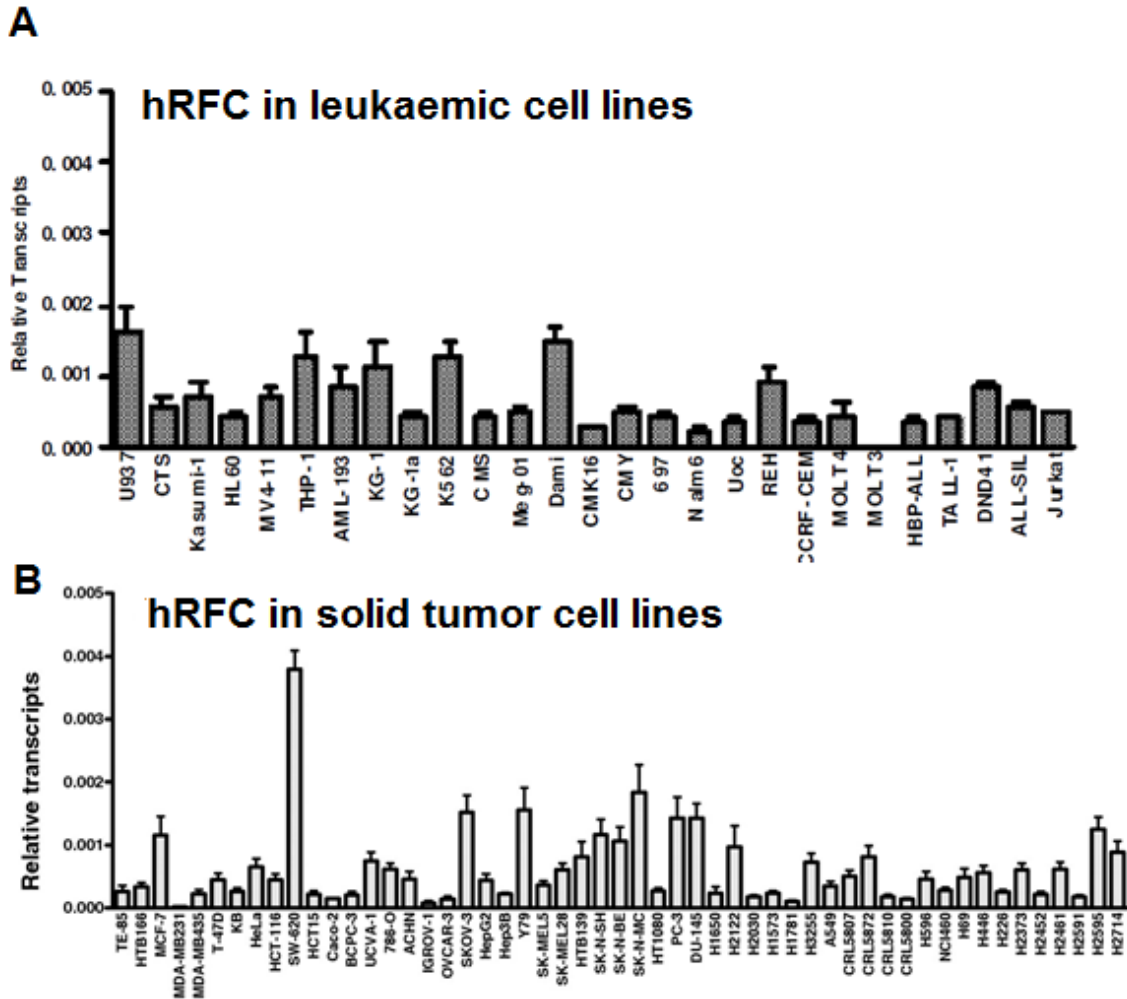 A
hRFC in leukaemic cell lines
Relative Transcripts
0.005
0.004
0.003
0.002
0.001
0.000
U937
CTS
Kasumi-1
HL60
MV4-11
THP-1
AML-193
KG-1
KG-1a
K562
CMS
Meg-01
Dami
CMK16
CMY
697
Nalm6
Uoc
REH
CCRF-CEM
MOLT4
MOLT3
HBP-ALL
TALL-1
DND41
ALL-SIL
Jurkat
B
hRFC in solid tumor cell lines
Relative transcripts
0.005
0.004
0.003
0.002
0.001
0.000
TE-85
HTB166
MCF-7
MDA-MB231
MDA-MB435
T-47D
KB
HeLa
HCT-116
SW-620
HCT15
Caco-2
BCPC-3
UCVA-1
786-O
ACHN
IGROV-1
OVCAR-3
SKOV-3
HepG2
Hep3B
Y79
SK-MEL5
SK-MEL28
HTB139
SK-N-SH
SK-N-BE
SK-N-MC
HT1080
PC-3
DU-145
H1650
H2122
H2030
H1573
H1781
H3255
A549
CRL5807
CRL5872
CRL5810
CRL5800
H596
NCI460
H69
H446
H226
H2373
H2452
H2461
H2591
H2595
H2714